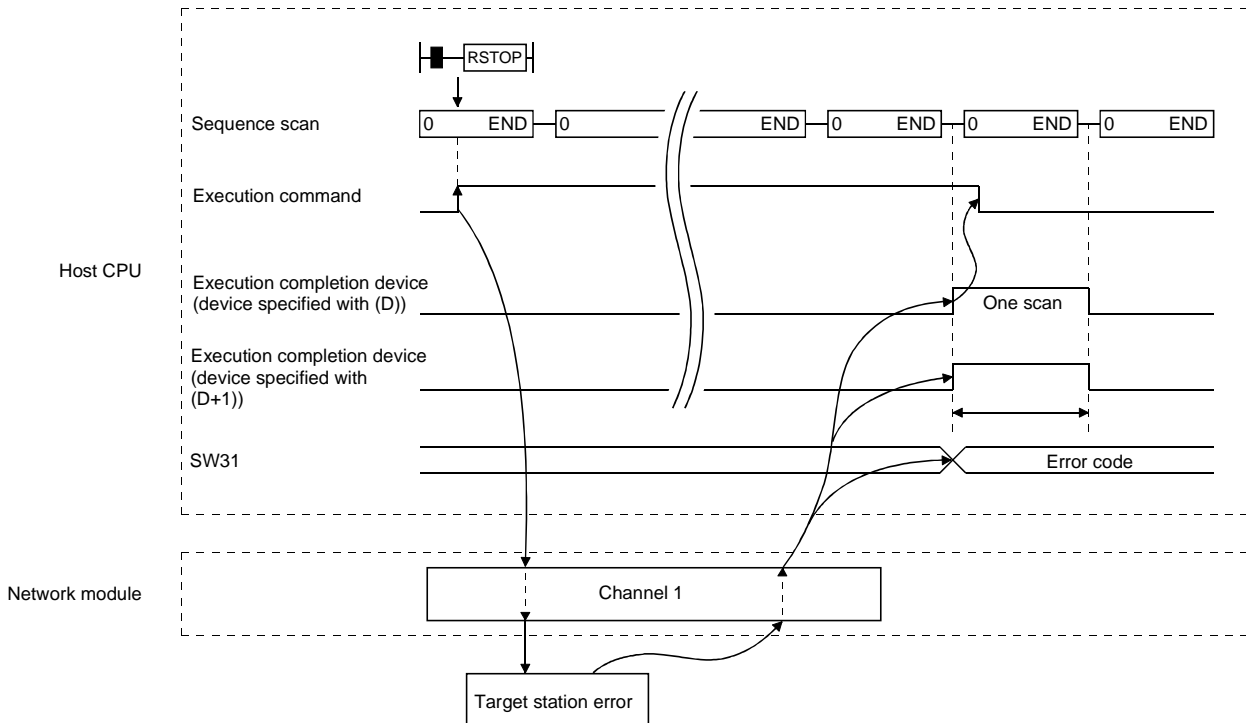 RSTOP
Sequence scan
0 END 0 END 0 END 0 END 0 END
Execution command
Host CPU
Execution completion device
(device specified with (D))
One scan
Execution completion device
(device specified with
(D+1))
SW31
Error code
Network module
Channel 1
Target station error